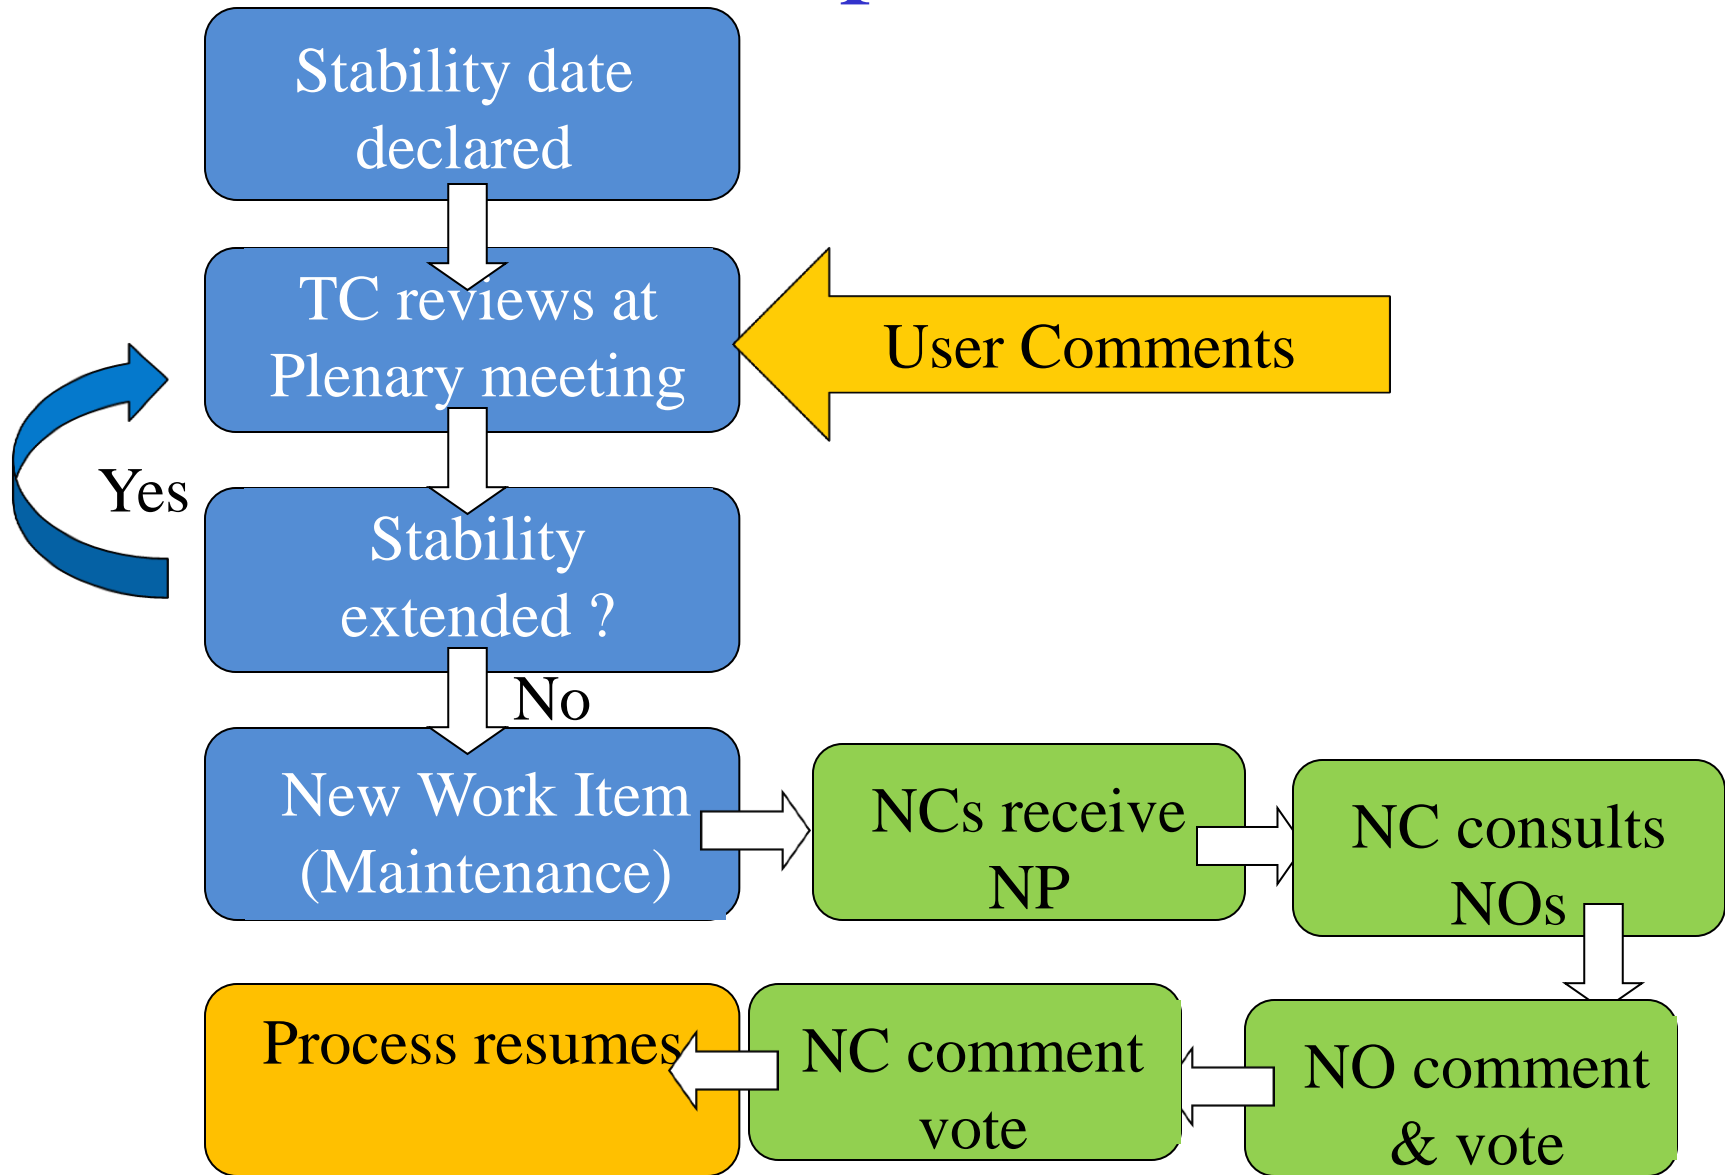 Stability date
declared
TC reviews at
Plenary meeting
User Comments
Yes
Stability
extended ?
No
New Work Item
(Maintenance)
NCs receive
NP
NC consults
NOs
Process resumes
NC comment
vote
NO comment
& vote